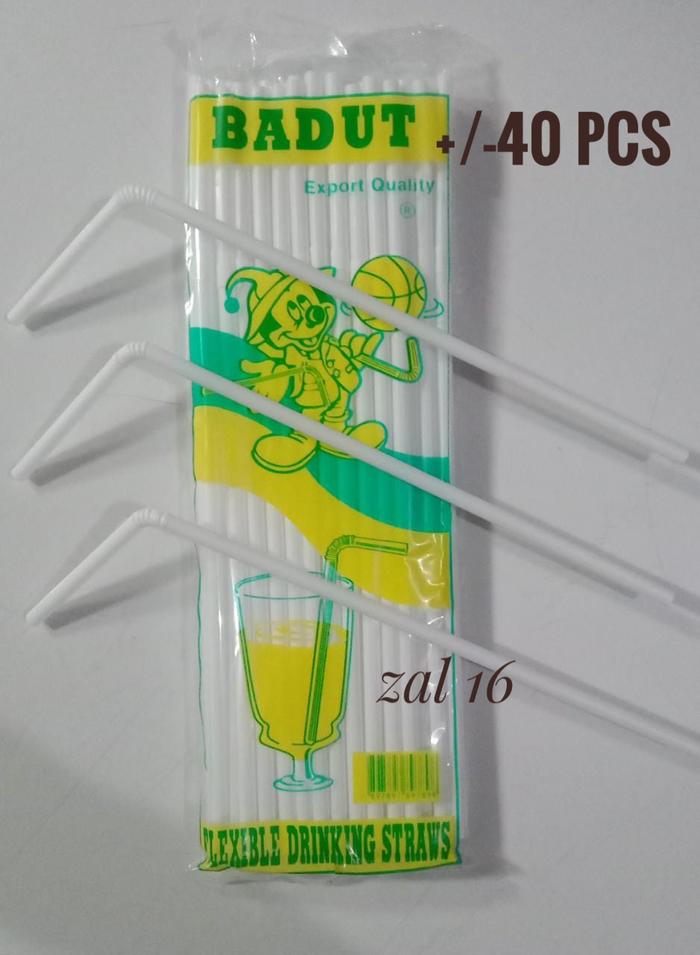 BADUT
+/-40 PCS
Export Quality
®
zal 16
FLEXIBLE DRINKING STRAWS